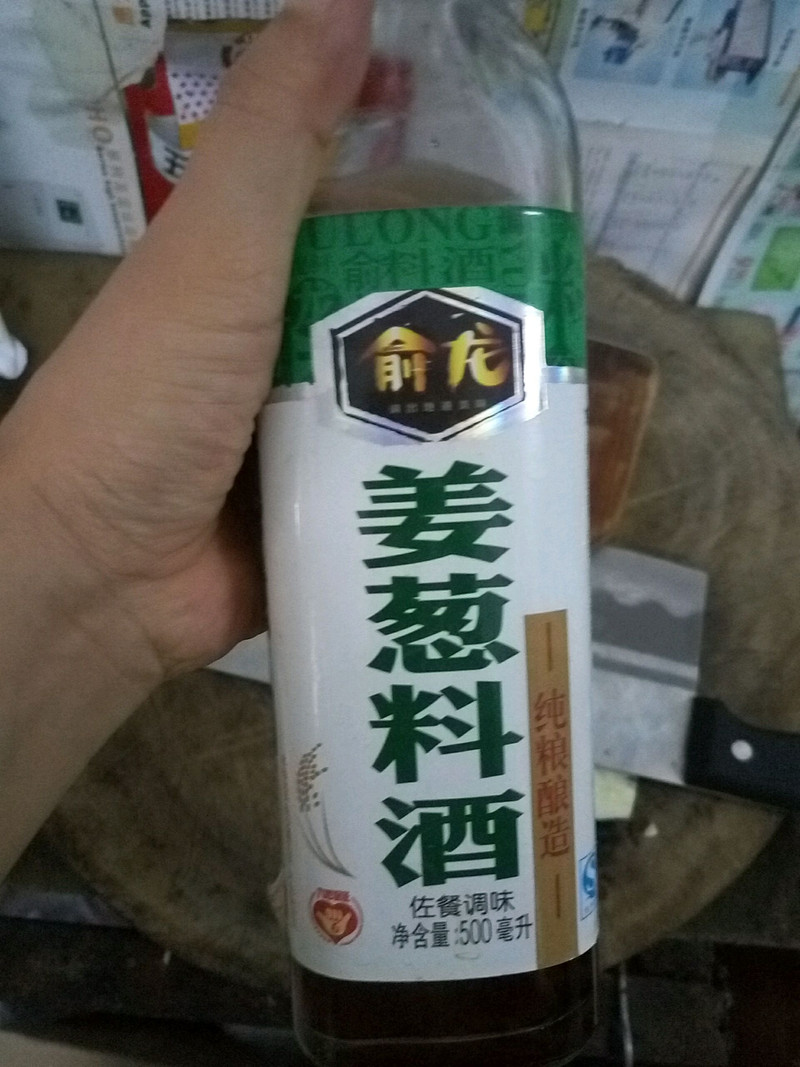 ULONG
俞料酒
俞龙
姜葱料酒
纯粮酿造
佐餐调味
净含量:500毫升